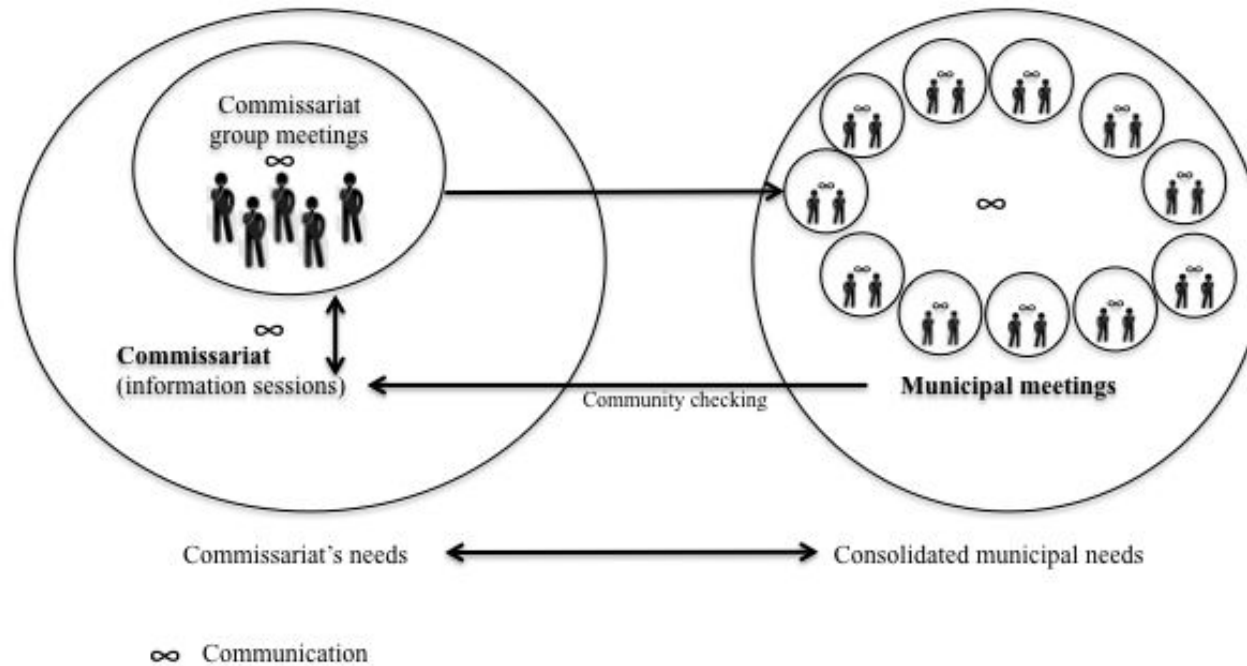 Commissariat
group meetings
∞
∞
Commissariat
(information sessions)
Community checking
∞
∞
∞
∞
∞
∞
∞
∞
∞
∞
∞
∞
Municipal meetings
Commissariat's needs
Consolidated municipal needs
∞ Communication